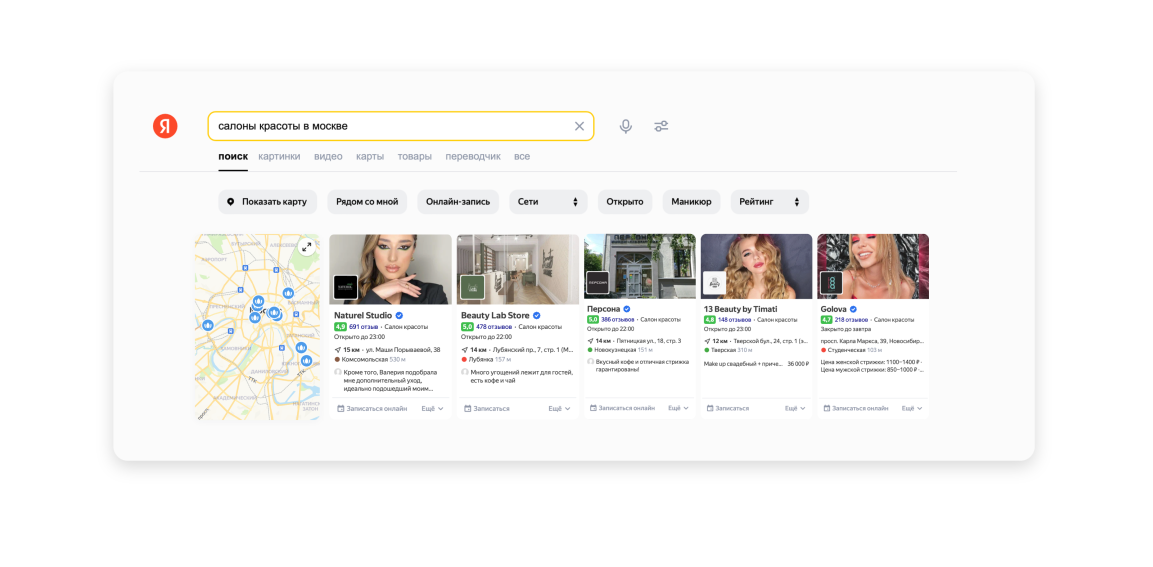 Я
салоны красоты в москве
поиск картинки видео карты товары переводчик все
Показать карту
Рядом со мной
Онлайн-запись
Сети
Открыто
Маникюр
Рейтинг
Naturel Studio
4,9 691 отзыв · Салон красоты
Открыто до 23:00
15 км · ул. Маши Порываевой, 38
Комсомольская 530 м
Кроме того, Валерия подобрала
мне дополнительный уход,
идеально подошедший моим...
Записаться онлайн Ещё
Beauty Lab Store
5,0 478 отзывов · Салон красоты
Открыто до 22:00
14 км · Лубянский пр., 7, стр. 1 (М...
Лубянка 157 м
Много угощений лежит для гостей,
есть кофе и чай
Записаться Ещё
Персона
5,0 386 отзывов · Салон красоты
Открыто до 22:00
14 км · Пятницкая ул., 18, стр. 3
Новокузнецкая 151 м
Вкусный кофе и отличная стрижка
гарантированы!
Записаться онлайн Ещё
13 Beauty by Timati
4,8 148 отзывов · Салон красоты
Открыто до 23:00
12 км · Тверской бул., 24, стр. 1 (э...
Тверская 310 м
Make up свадебный + приче... 36 000 ₽
Записаться Ещё
Golova
4,7 218 отзывов · Салон красоты
Закрыто до завтра
просп. Карла Маркса, 39, Новосибир...
Студенческая 103 м
Цена женской стрижки: 1100–1400 ₽ ·
Цена мужской стрижки: 850–1000 ₽ ·...
Записаться онлайн Ещё